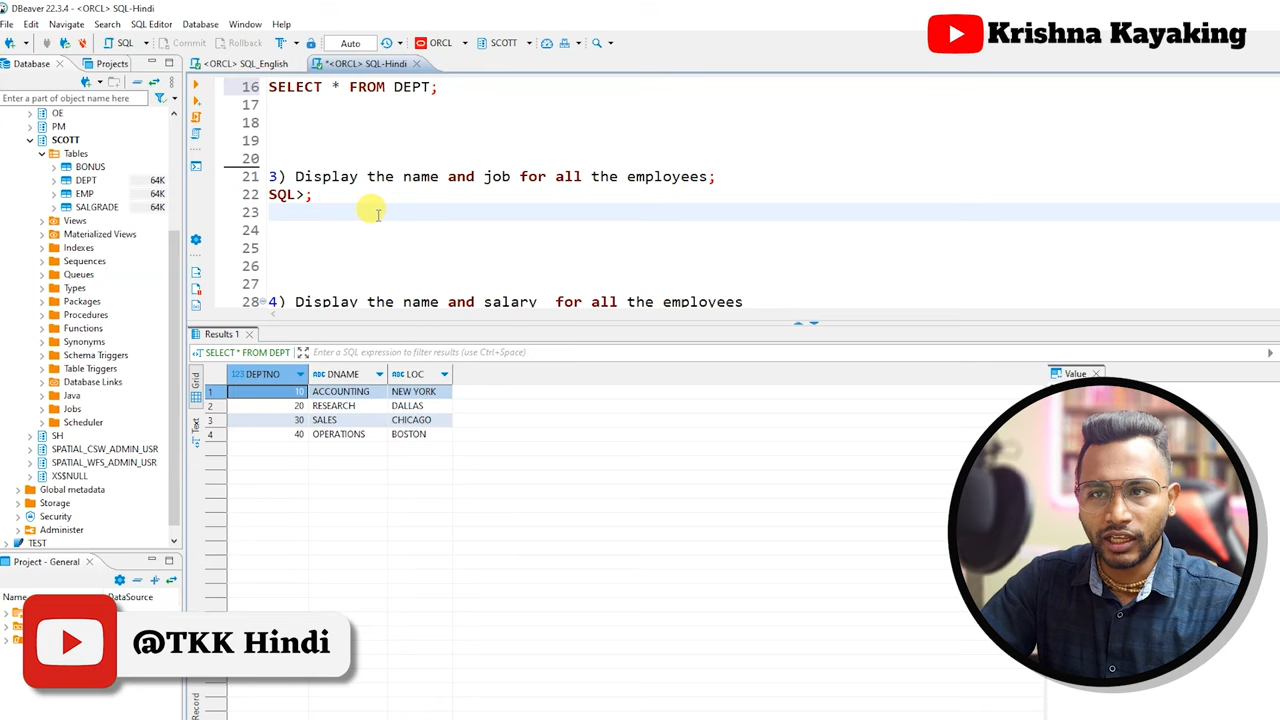 DBeaver 22.3.4 - <ORCL> SQL-Hindi
File Edit Navigate Search SQL Editor Database Window Help
SQL Commit Rollback Auto ORCL SCOTT
Krishna Kayaking
Database Projects
<ORCL> SQL_English *<ORCL> SQL-Hindi
Enter a part of object name here
OE
PM
SCOTT
Tables
BONUS
DEPT 64K
EMP 64K
SALGRADE 64K
Views
Materialized Views
Indexes
Sequences
Queues
Types
Packages
Procedures
Functions
Synonyms
Schema Triggers
Table Triggers
Database Links
Java
Jobs
Scheduler
SH
SPATIAL_CSW_ADMIN_USR
SPATIAL_WFS_ADMIN_USR
XS$NULL
Global metadata
Storage
Security
Administer
TEST
16 SELECT * FROM DEPT;
17
18
19
20
21 3) Display the name and job for all the employees;
22 SQL>;
23
24
25
26
27
28 4) Display the name and salary for all the employees
Results 1
SELECT * FROM DEPT Enter a SQL expression to filter results (use Ctrl+Space)
Grid
Text
Record
123 DEPTNO ABC DNAME ABC LOC
1 10 ACCOUNTING NEW YORK
2 20 RESEARCH DALLAS
3 30 SALES CHICAGO
4 40 OPERATIONS BOSTON
Value
Project - General
DataSource
@TKK Hindi